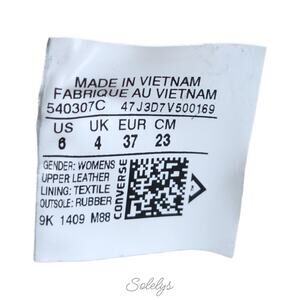 MADE IN VIETNAM
FABRIQUE AU VIETNAM
540307C 47J3D7V500169
US UK EUR CM
6 4 37 23
GENDER: WOMENS
UPPER LEATHER
LINING: TEXTILE
OUTSOLE: RUBBER
CONVERSE
9K 1409 M88
Solelys